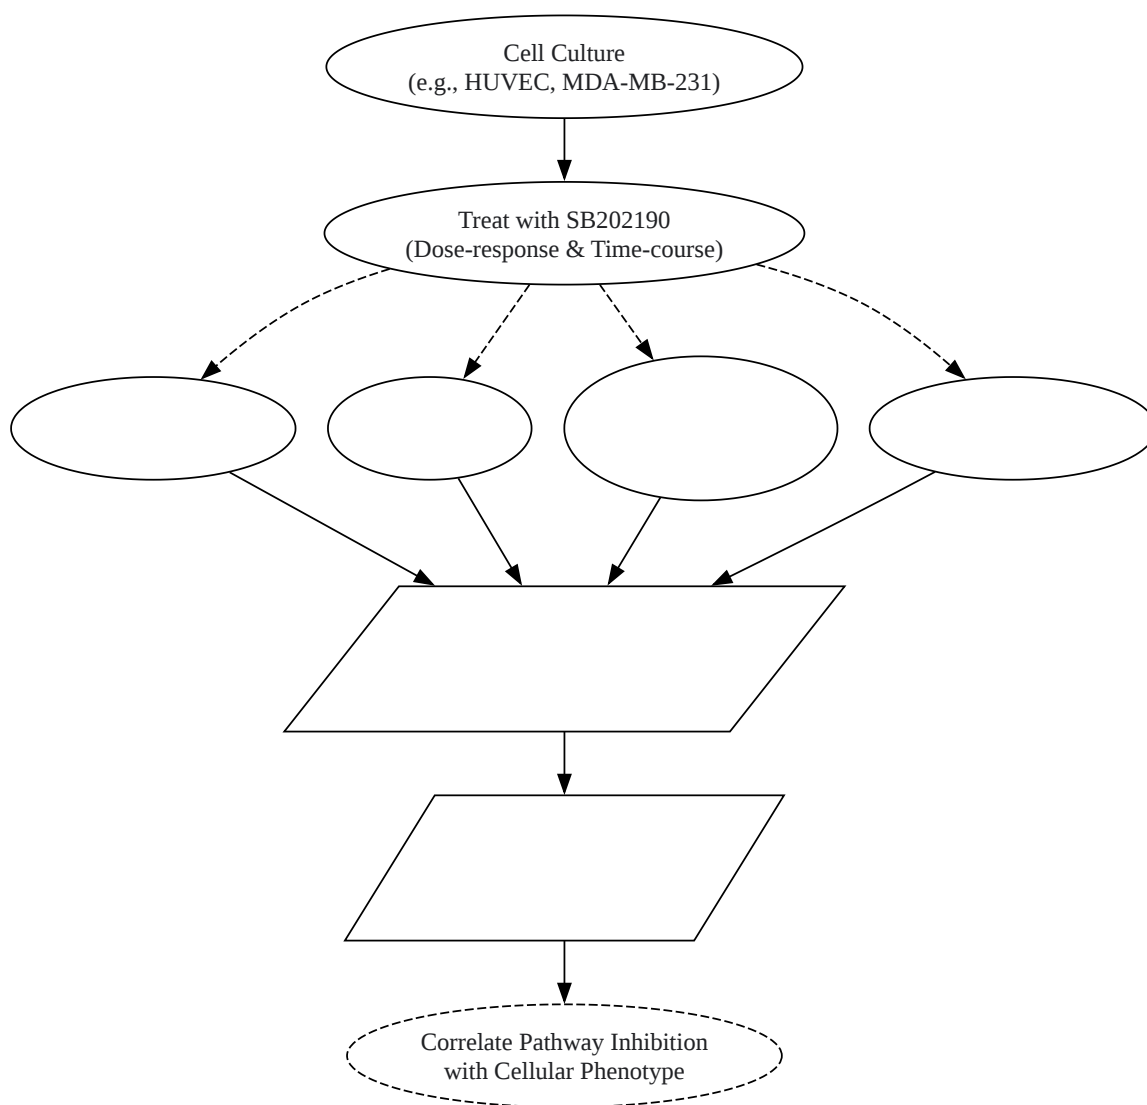 Cell Culture
(e.g., HUVEC, MDA-MB-231)
Treat with SB202190
(Dose-response & Time-course)
Correlate Pathway Inhibition
with Cellular Phenotype